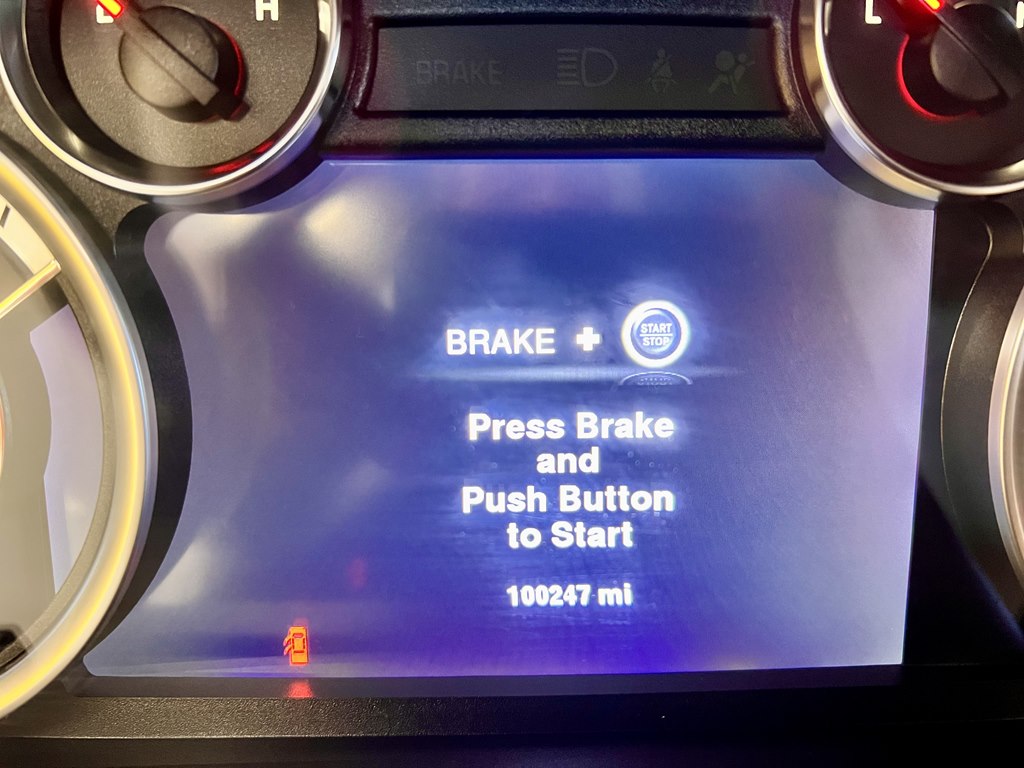 L H
BRAKE
L
BRAKE + START STOP
Press Brake
and
Push Button
to Start
100247 mi